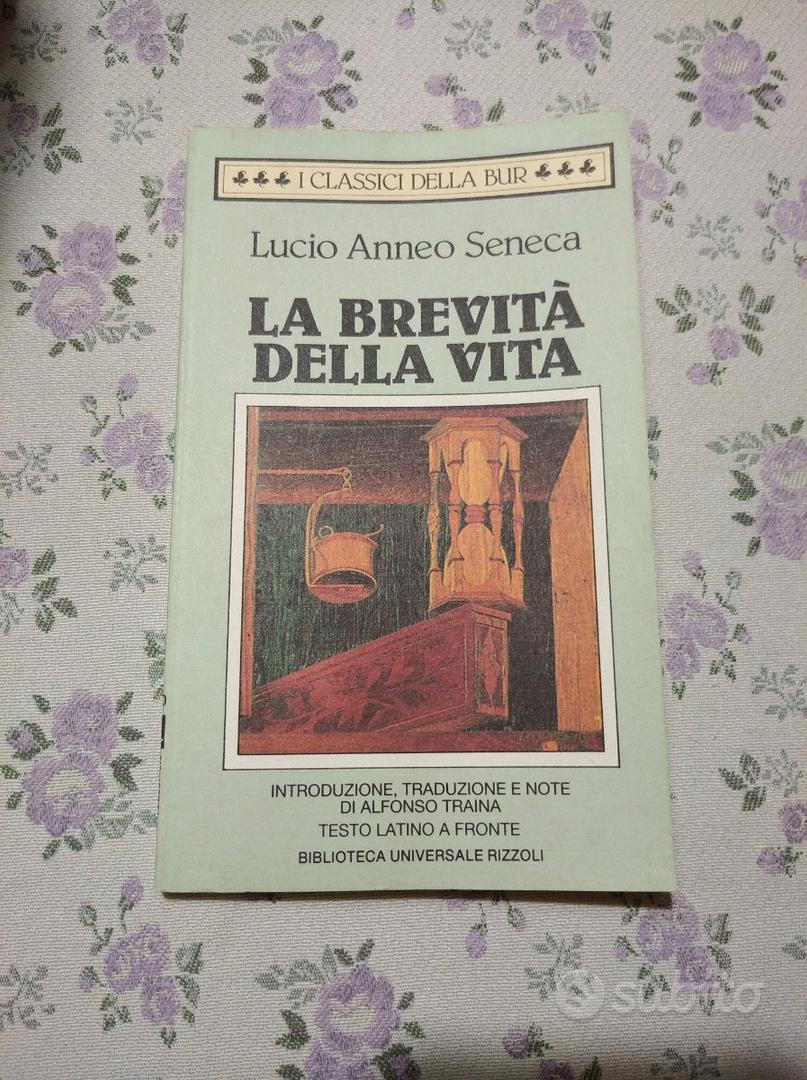 I CLASSICI DELLA BUR
Lucio Anneo Seneca
LA BREVITÀ
DELLA VITA
INTRODUZIONE, TRADUZIONE E NOTE
DI ALFONSO TRAINA
TESTO LATINO A FRONTE
BIBLIOTECA UNIVERSALE RIZZOLI
subito